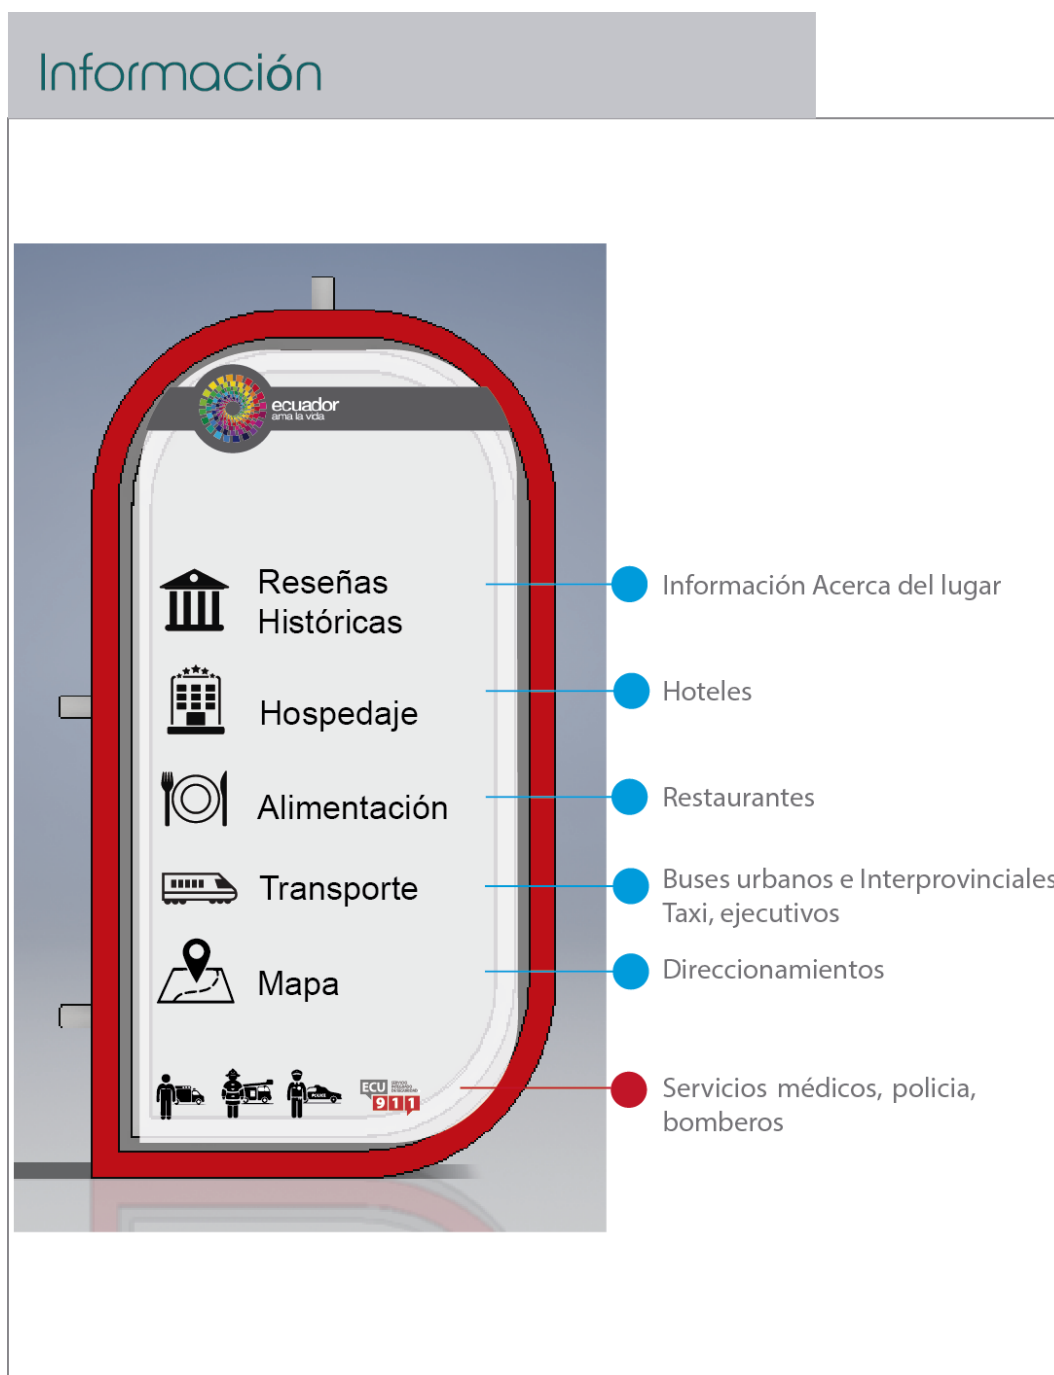 Información
ecuador
ama la vida
Reseñas
Históricas
Información Acerca del lugar
Hospedaje
Hoteles
Alimentación
Restaurantes
Transporte
Buses urbanos e Interprovinciales
Taxi, ejecutivos
Mapa
Direccionamientos
ECU
911
Servicios médicos, policia,
bomberos